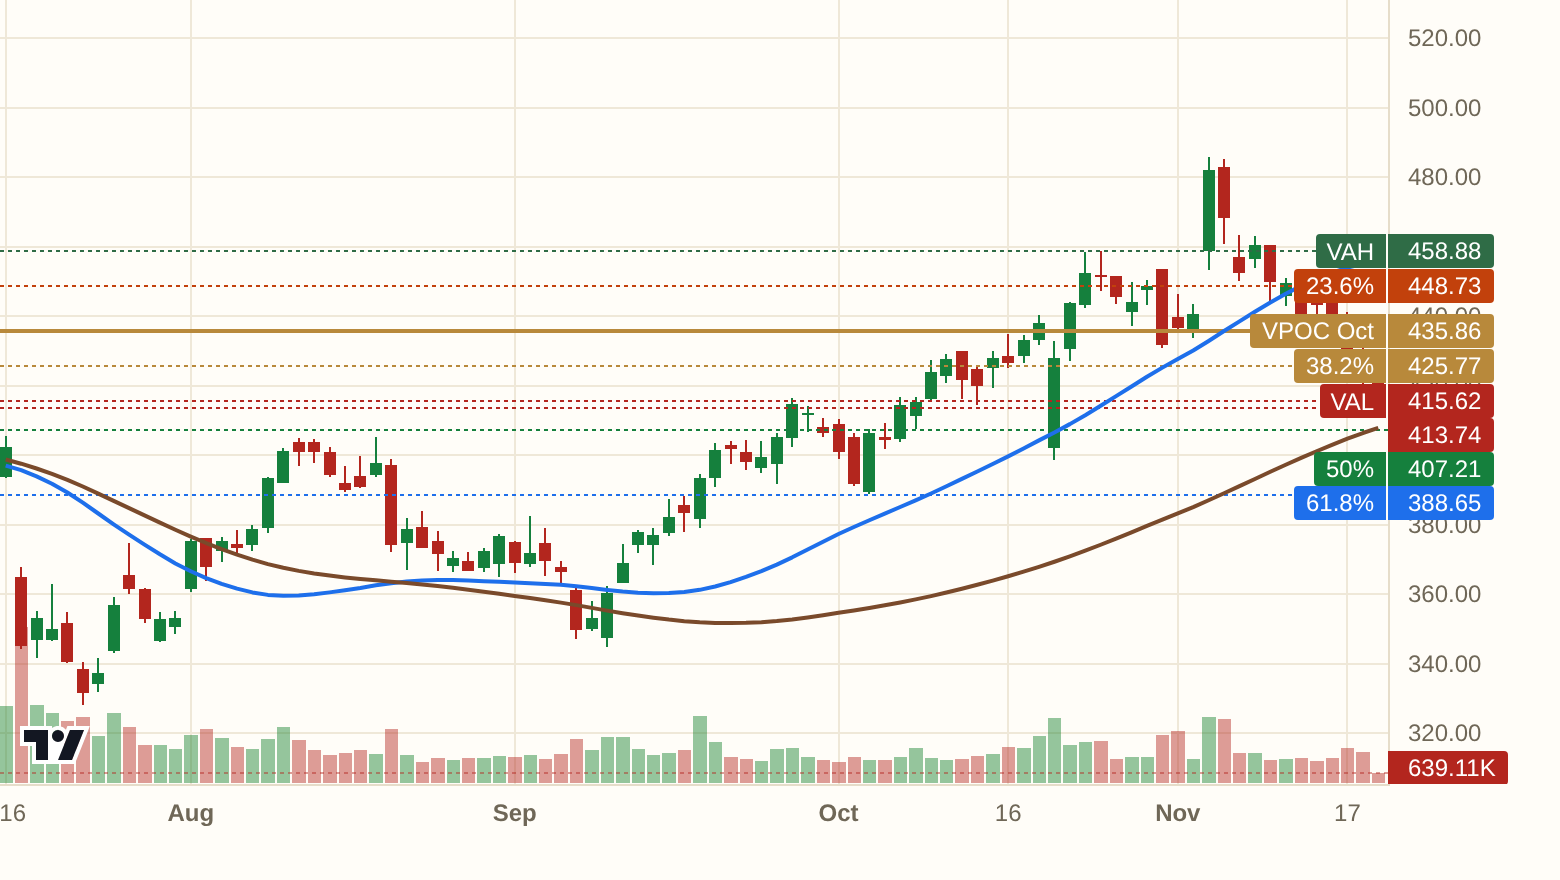 520.00
500.00
480.00
VAH 458.88
23.6% 448.73
440.00
VPOC Oct 435.86
38.2% 425.77
VAL 415.62
413.74
50% 407.21
61.8% 388.65
380.00
360.00
340.00
320.00
639.11K
16 Aug Sep Oct 16 Nov 17